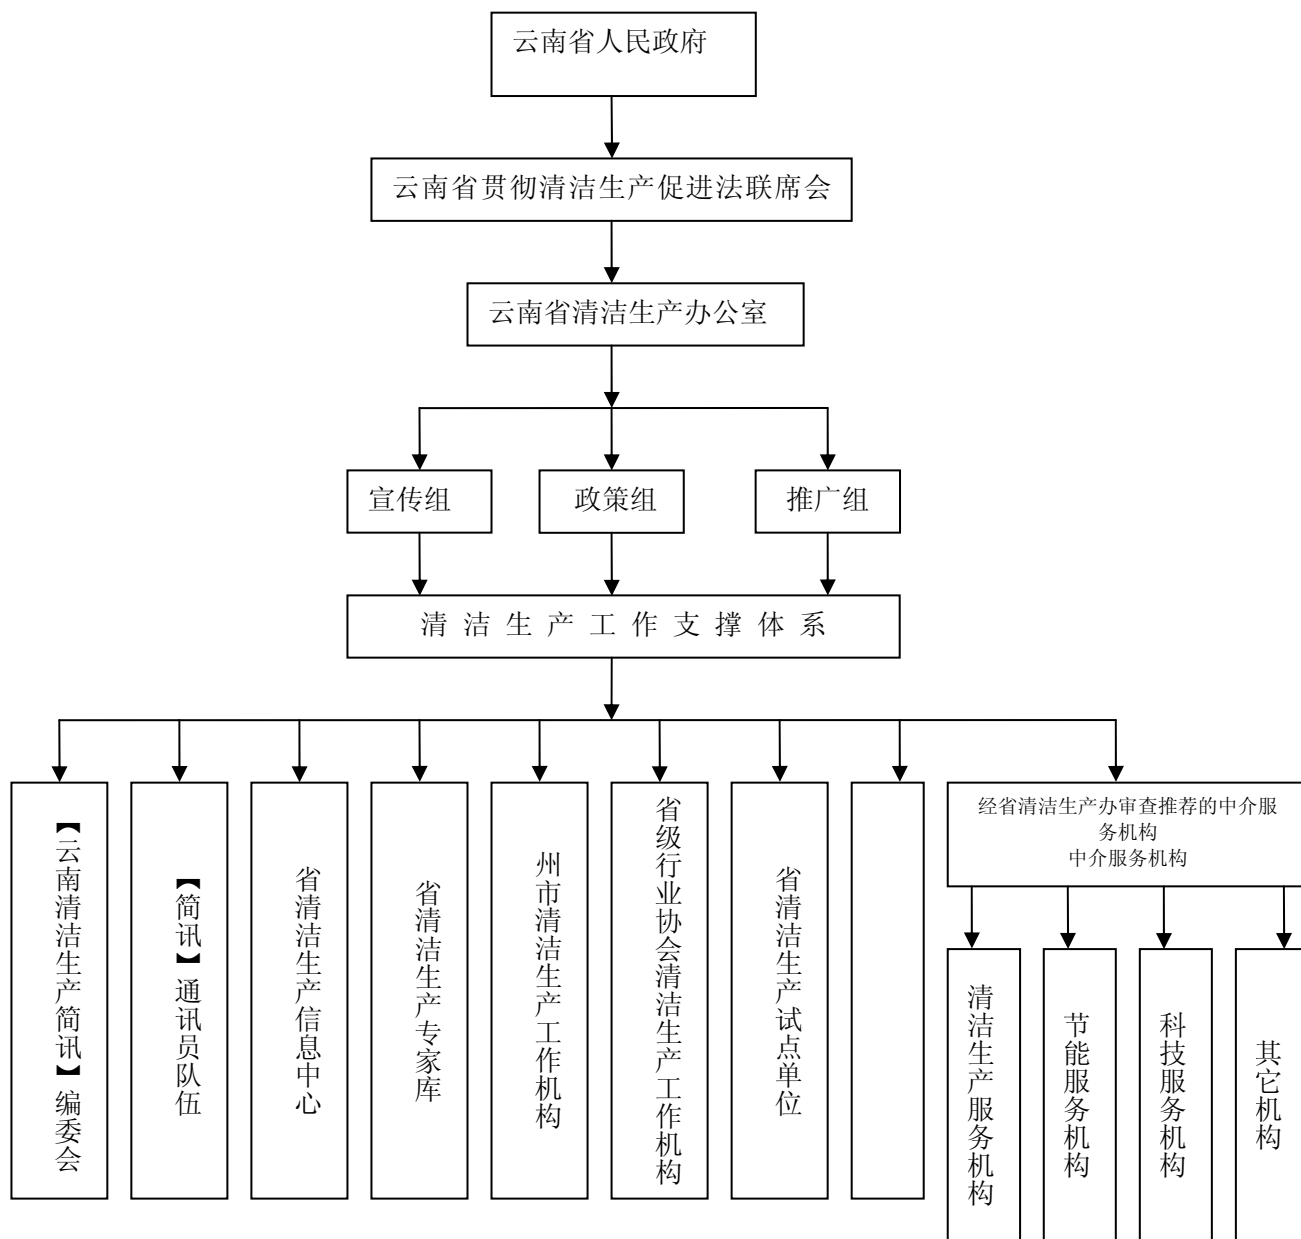 云南省人民政府
云南省贯彻清洁生产促进法联席会
云南省清洁生产办公室
宣传组
政策组
推广组
清洁生产工作支撑体系
【云南清洁生产简讯】编委会
【简讯】通讯员队伍
省清洁生产信息中心
省清洁生产专家库
州市清洁生产工作机构
省级行业协会清洁生产工作机构
省清洁生产试点单位
经省清洁生产办审查推荐的中介服
务机构
中介服务机构
清洁生产服务机构
节能服务机构
科技服务机构
其它机构